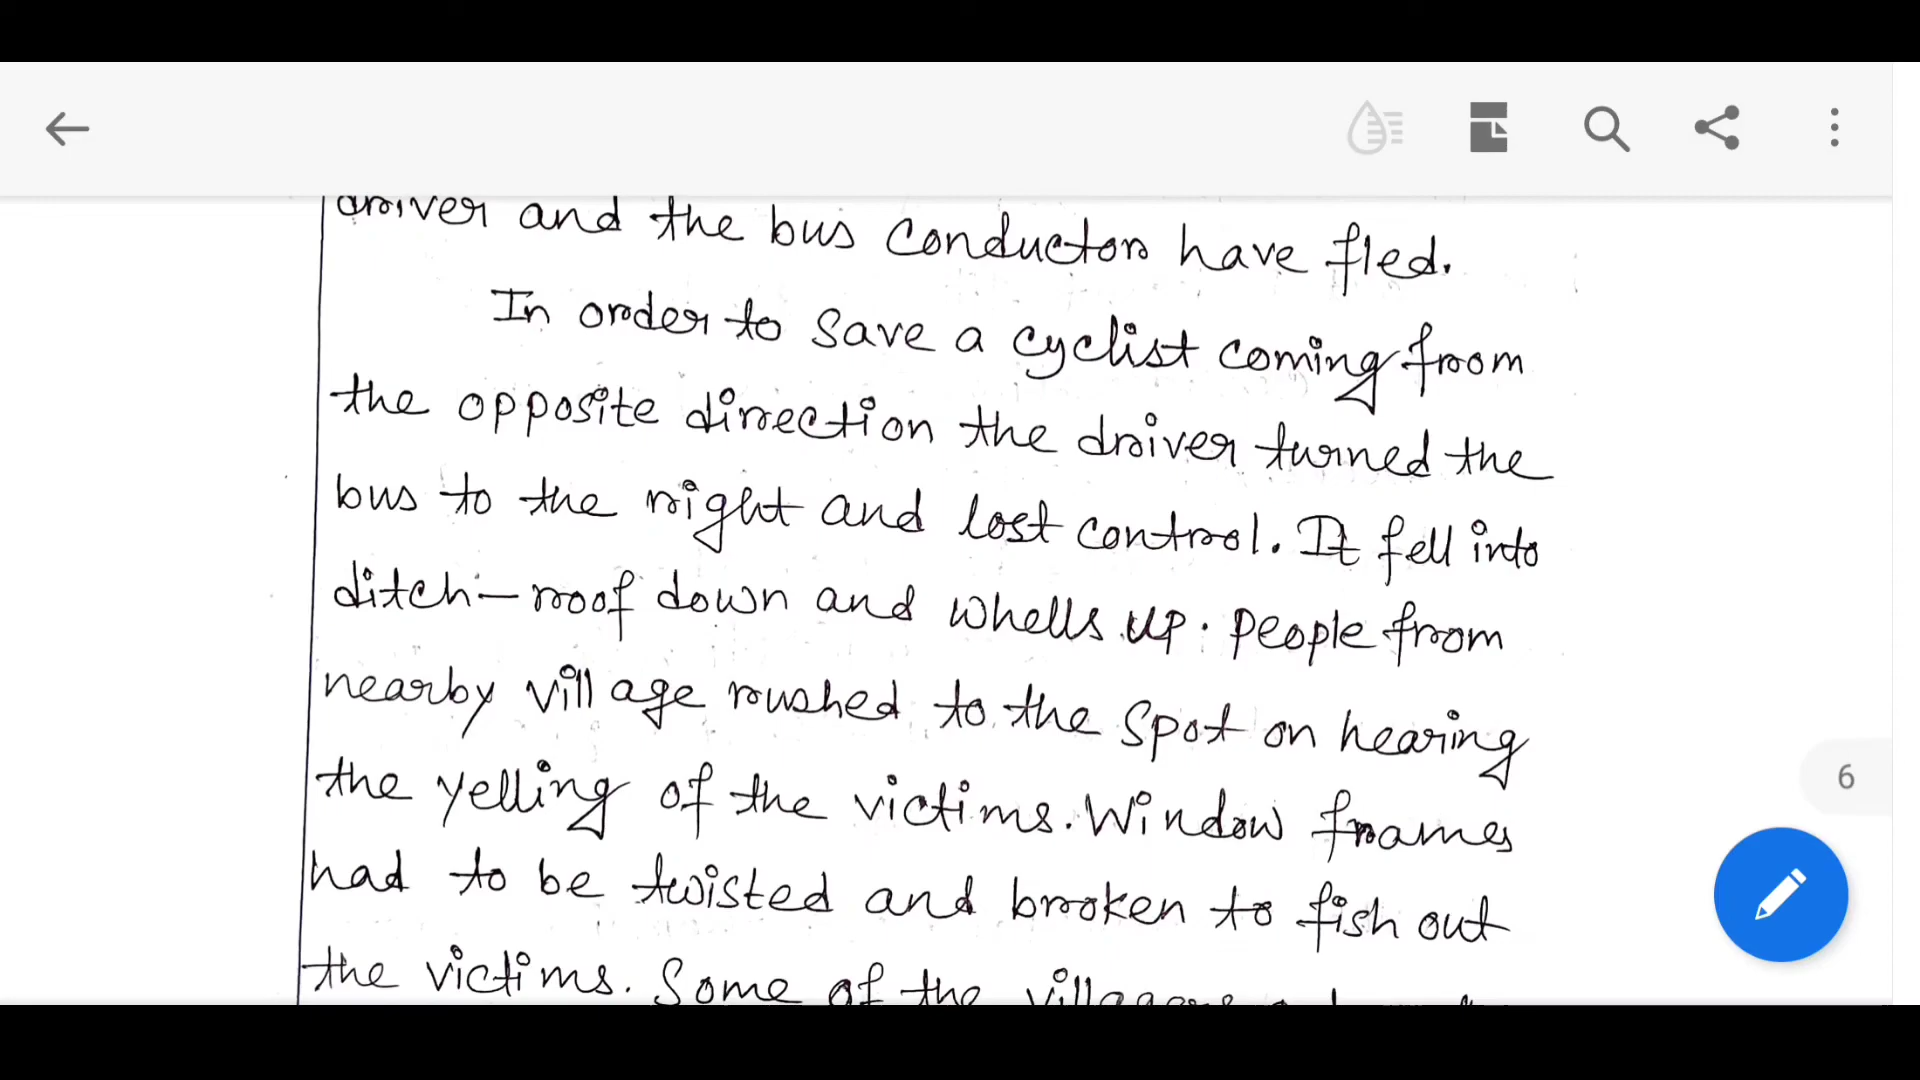 driver and the bus conductor have fled.
In order to save a cyclist coming from
the opposite direction the driver turned the
bus to the right and lost control. It fell into
ditch - roof down and whells up. people from
nearby village rushed to the spot on hearing
the yelling of the victims. Window frames
had to be twisted and broken to fish out
the victims. Some of the villagers
6